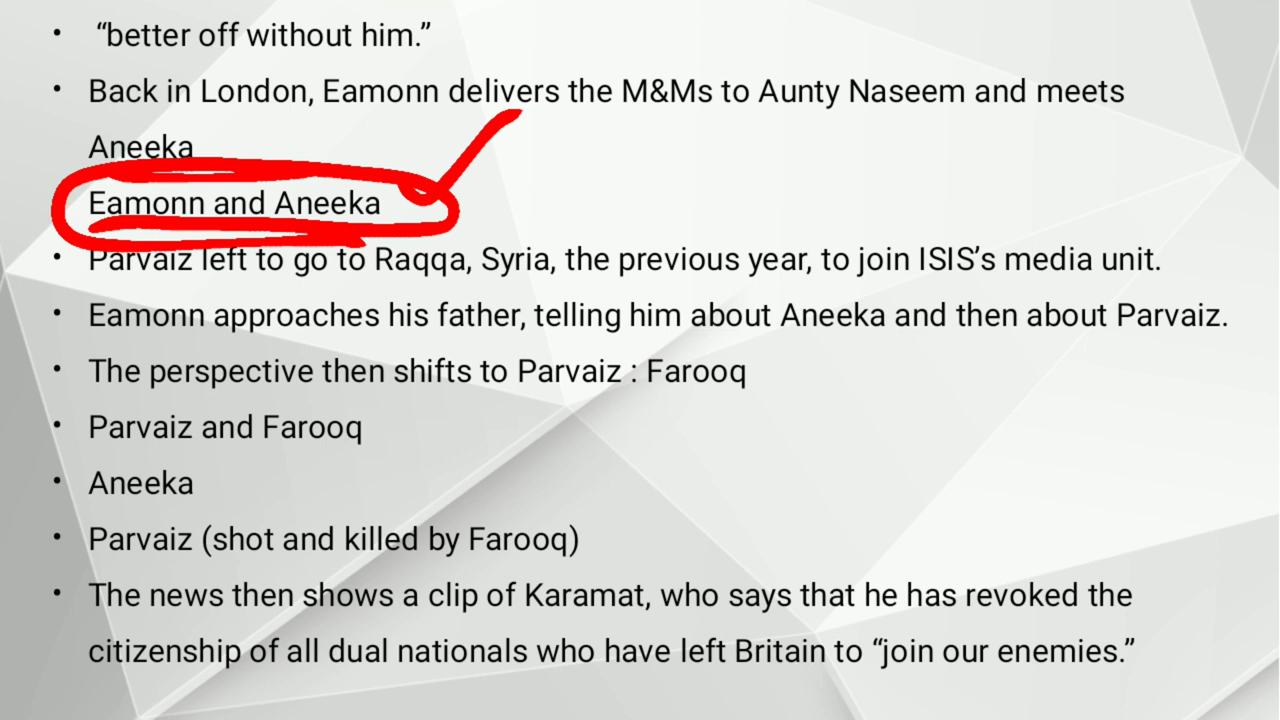 • “better off without him.”
• Back in London, Eamonn delivers the M&Ms to Aunty Naseem and meets
Aneeka
Eamonn and Aneeka
• Parvaiz left to go to Raqqa, Syria, the previous year, to join ISIS’s media unit.
• Eamonn approaches his father, telling him about Aneeka and then about Parvaiz.
• The perspective then shifts to Parvaiz : Farooq
• Parvaiz and Farooq
• Aneeka
• Parvaiz (shot and killed by Farooq)
• The news then shows a clip of Karamat, who says that he has revoked the
citizenship of all dual nationals who have left Britain to “join our enemies.”